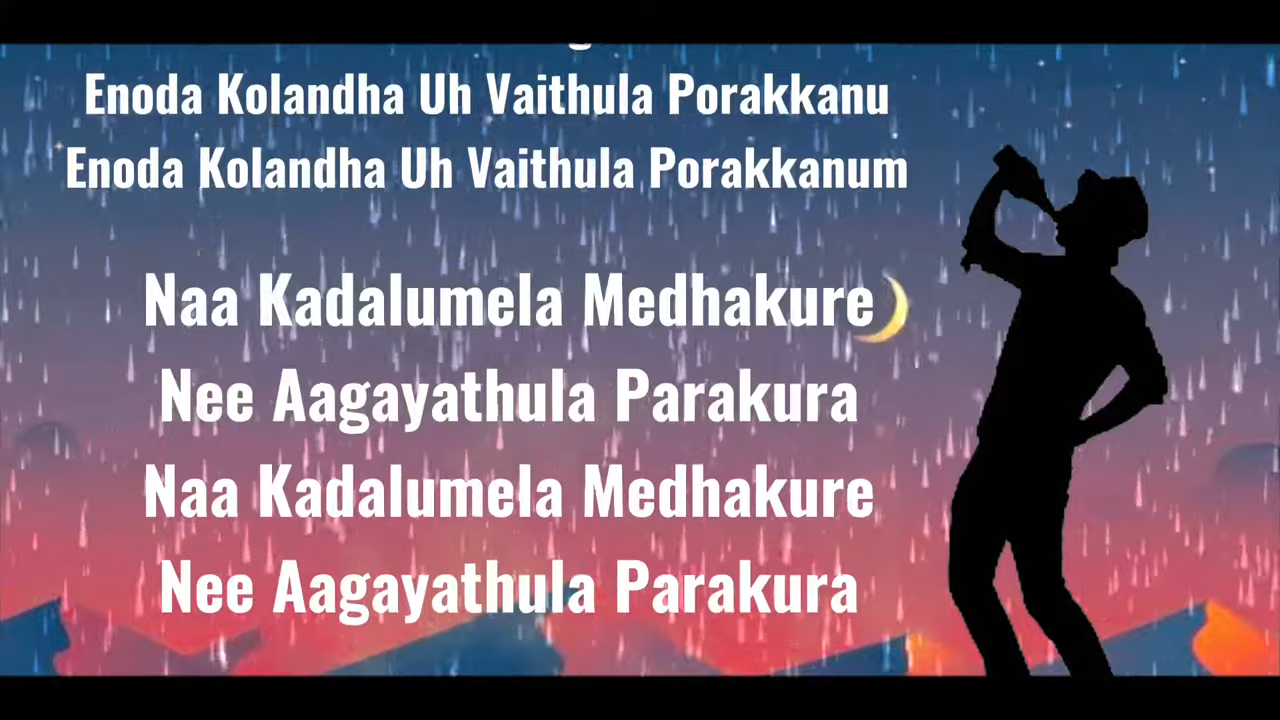 Enoda Kolandha Uh Vaithula Porakkanu
Enoda Kolandha Uh Vaithula Porakkanum
Naa Kadalumela Medhakure
Nee Aagayathula Parakura
Naa Kadalumela Medhakure
Nee Aagayathula Parakura